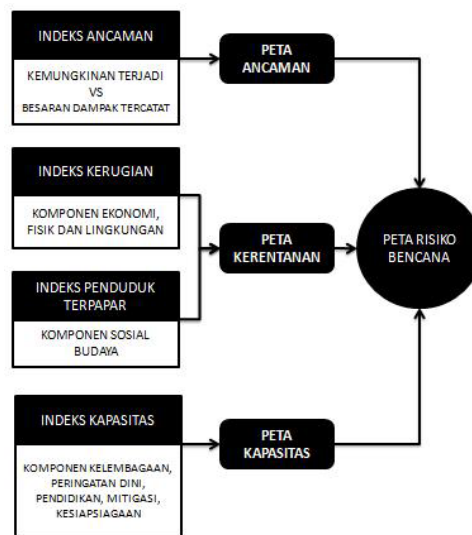 INDEKS ANCAMAN
KEMUNGKINAN TERJADI
VS
BESARAN DAMPAK TERCATAT
PETA
ANCAMAN
INDEKS KERUGIAN
KOMPONEN EKONOMI,
FISIK DAN LINGKUNGAN
INDEKS PENDUDUK
TERPAPAR
KOMPONEN SOSIAL
BUDAYA
PETA
KERENTANAN
PETA RISIKO
BENCANA
INDEKS KAPASITAS
KOMPONEN KELEMBAGAAN,
PERINGATAN DINI,
PENDIDIKAN, MITIGASI,
KESIAPSIAGAAN
PETA
KAPASITAS